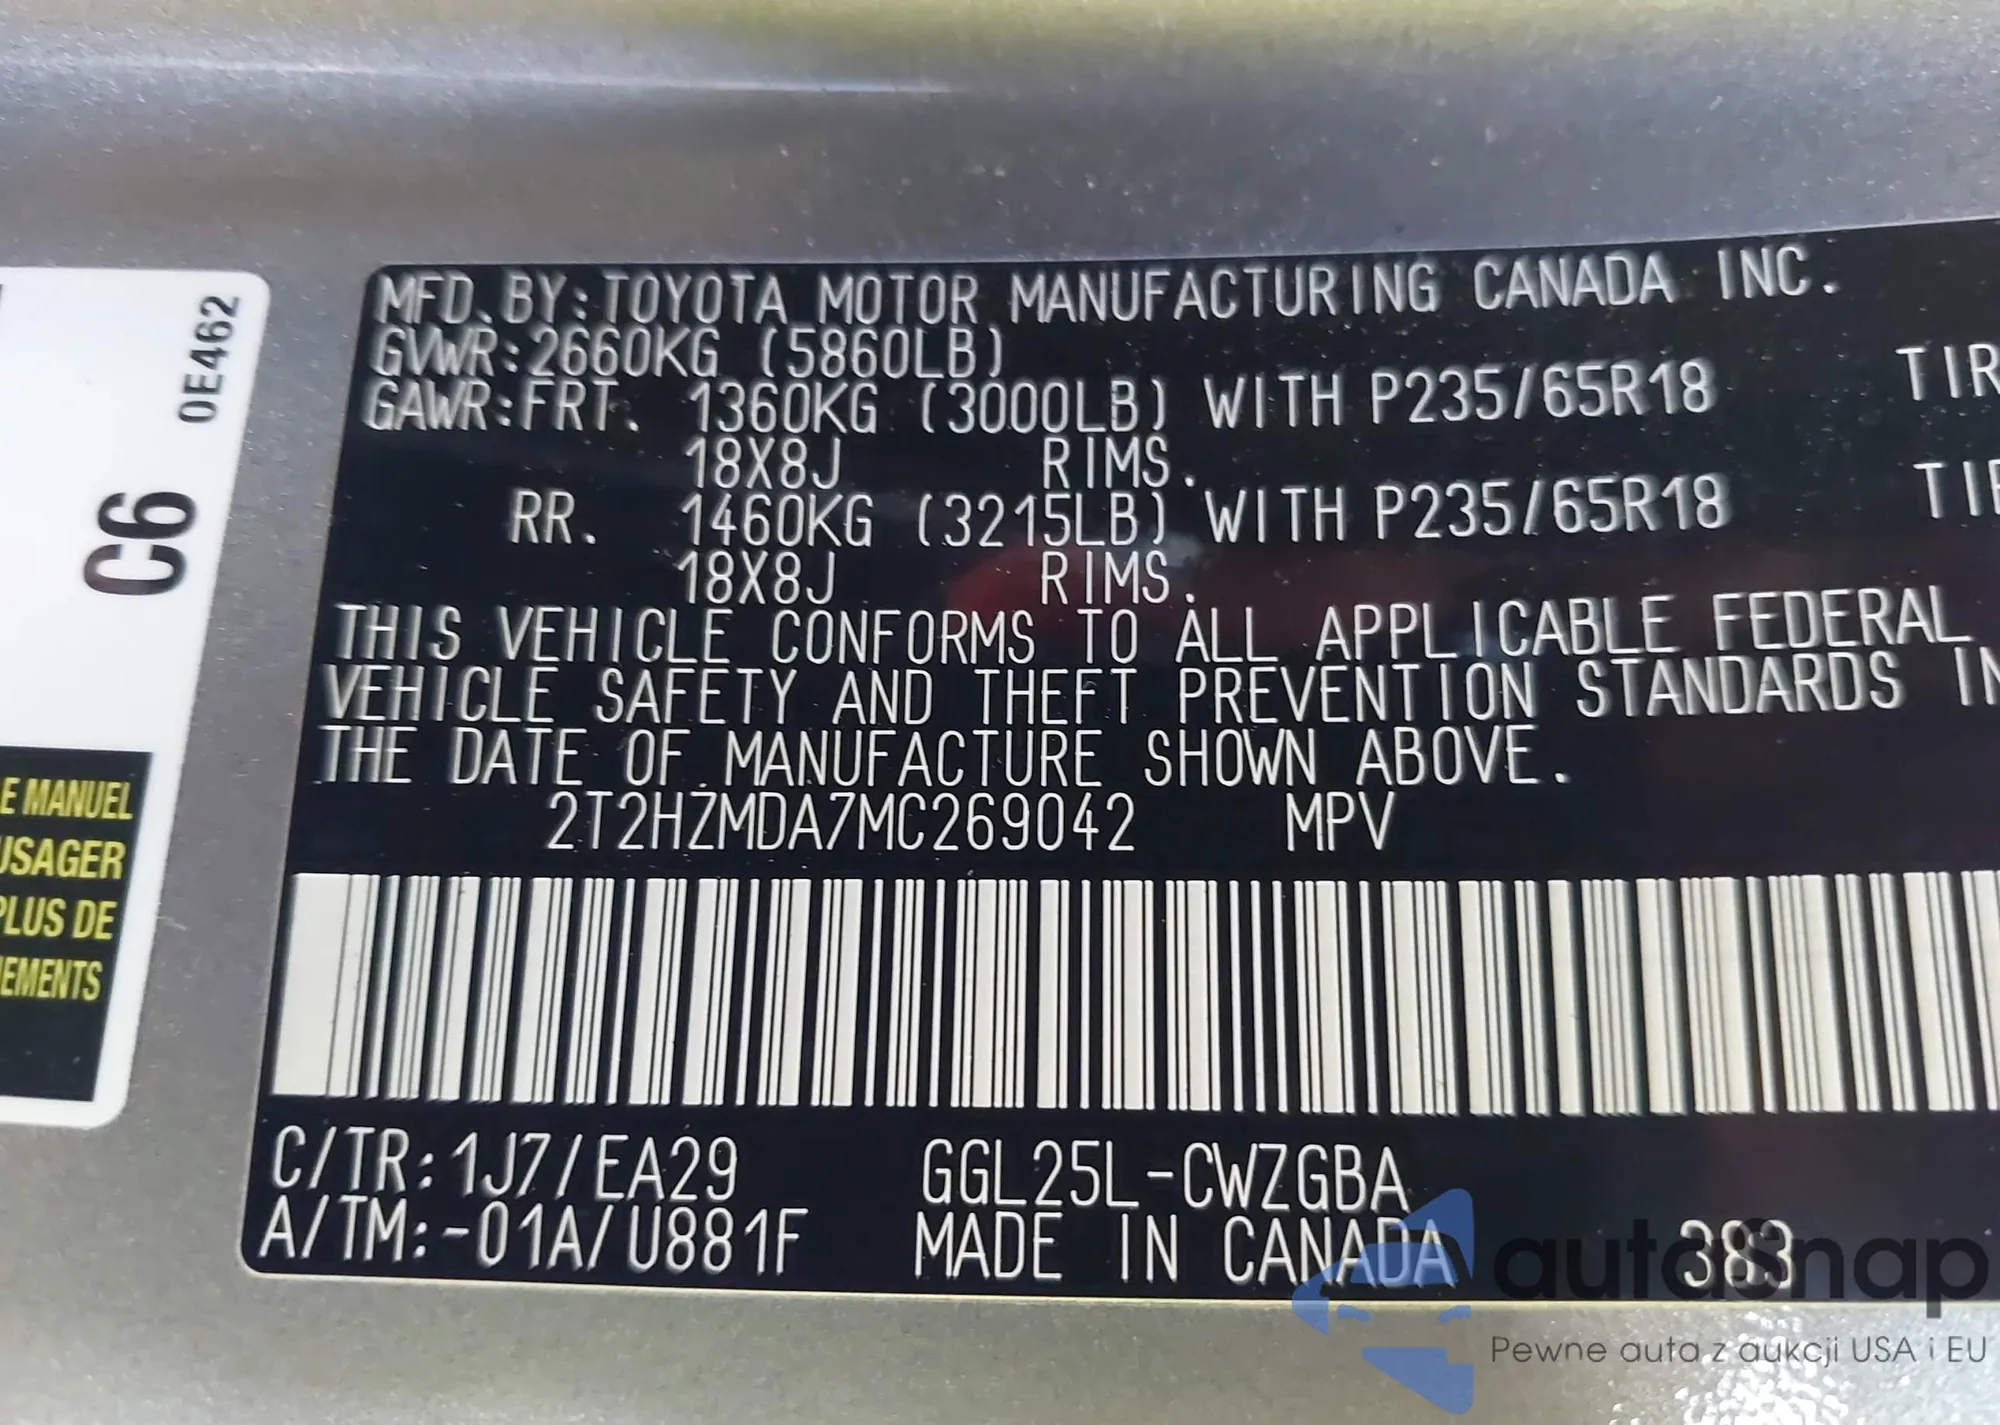 MFD. BY: TOYOTA MOTOR MANUFACTURING CANADA INC.
GVWR: 2660KG (5860LB)
GAWR: FRT. 1360KG (3000LB) WITH P235/65R18 TIR
18X8J RIMS.
RR. 1460KG (3215LB) WITH P235/65R18
18X8J RIMS.
THIS VEHICLE CONFORMS TO ALL APPLICABLE FEDERAL
VEHICLE SAFETY AND THEFT PREVENTION STANDARDS IN
THE DATE OF MANUFACTURE SHOWN ABOVE.
2T2HZMDA7MC269042 MPV
C/TR: 1J7/EA29 GGL25L-CWZGBA
A/TM: -01A/U881F MADE IN CANADA 383
0E462
C6
E MANUEL
USAGER
PLUS DE
EMENTS
autoSnap
Pewne auta z aukcji USA i EU